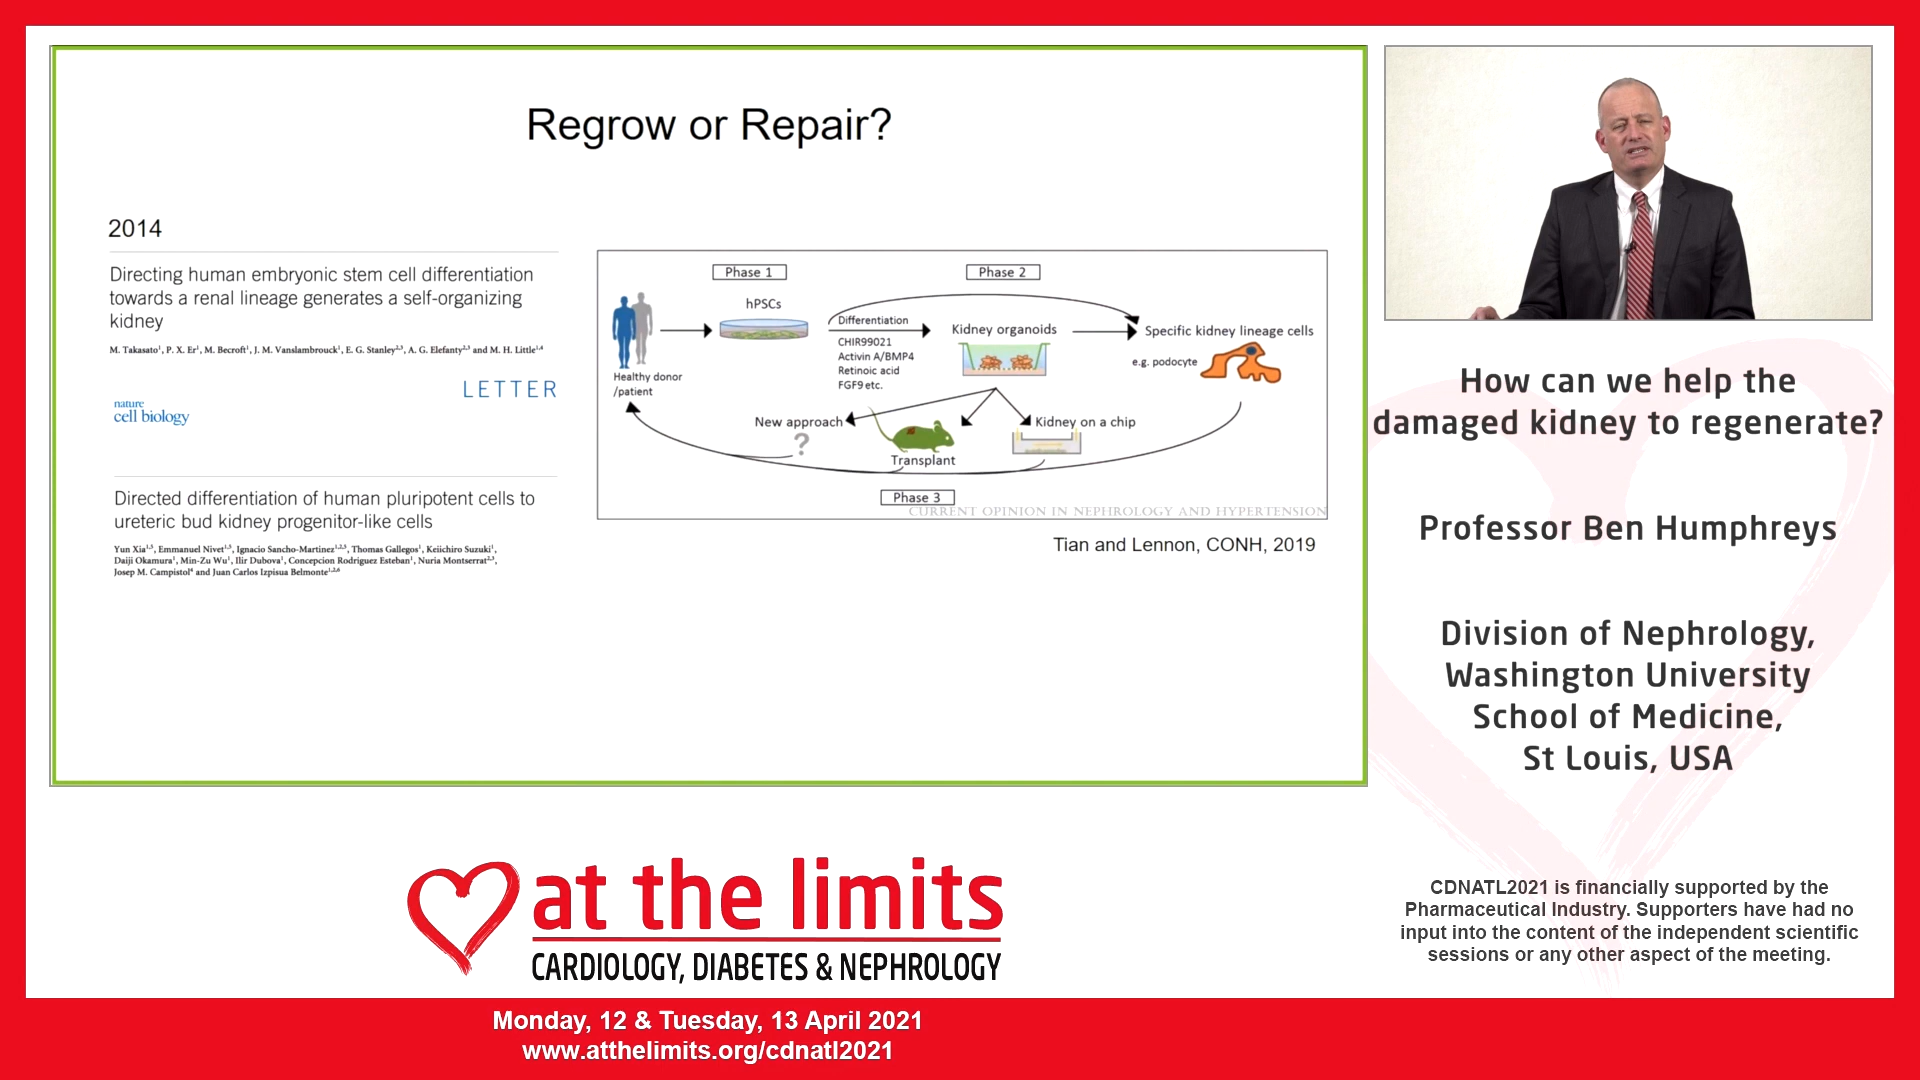 Regrow or Repair?
2014
Directing human embryonic stem cell differentiation
towards a renal lineage generates a self-organizing
kidney
M. Takasato¹, P. X. Er¹, M. Becroft¹, J. M. Vanslambrouck¹, E. G. Stanley²,³, A. G. Elefanty²,³ and M. H. Little¹,⁴
LETTER
nature
cell biology
Directed differentiation of human pluripotent cells to
ureteric bud kidney progenitor-like cells
Yun Xia¹,⁵, Emmanuel Nivet¹,⁵, Ignacio Sancho-Martinez¹,²,⁵, Thomas Gallegos¹, Keiichiro Suzuki¹,
Daiji Okamura¹, Min-Zu Wu¹, Ilir Dubova¹, Concepcion Rodriguez Esteban¹, Nuria Montserrat²,³,
Josep M. Campistol⁴ and Juan Carlos Izpisua Belmonte¹,²,⁶
Phase 1
Phase 2
hPSCs
Differentiation
CHIR99021
Activin A/BMP4
Retinoic acid
FGF9 etc.
Kidney organoids
Specific kidney lineage cells
e.g. podocyte
Healthy donor
/patient
New approach
?
Transplant
Kidney on a chip
Phase 3
CURRENT OPINION IN NEPHROLOGY AND HYPERTENSION
Tian and Lennon, CONH, 2019
How can we help the
damaged kidney to regenerate?
Professor Ben Humphreys
Division of Nephrology,
Washington University
School of Medicine,
St Louis, USA
CDNATL2021 is financially supported by the
Pharmaceutical Industry. Supporters have had no
input into the content of the independent scientific
sessions or any other aspect of the meeting.
at the limits
CARDIOLOGY, DIABETES & NEPHROLOGY
Monday, 12 & Tuesday, 13 April 2021
www.atthelimits.org/cdnatl2021